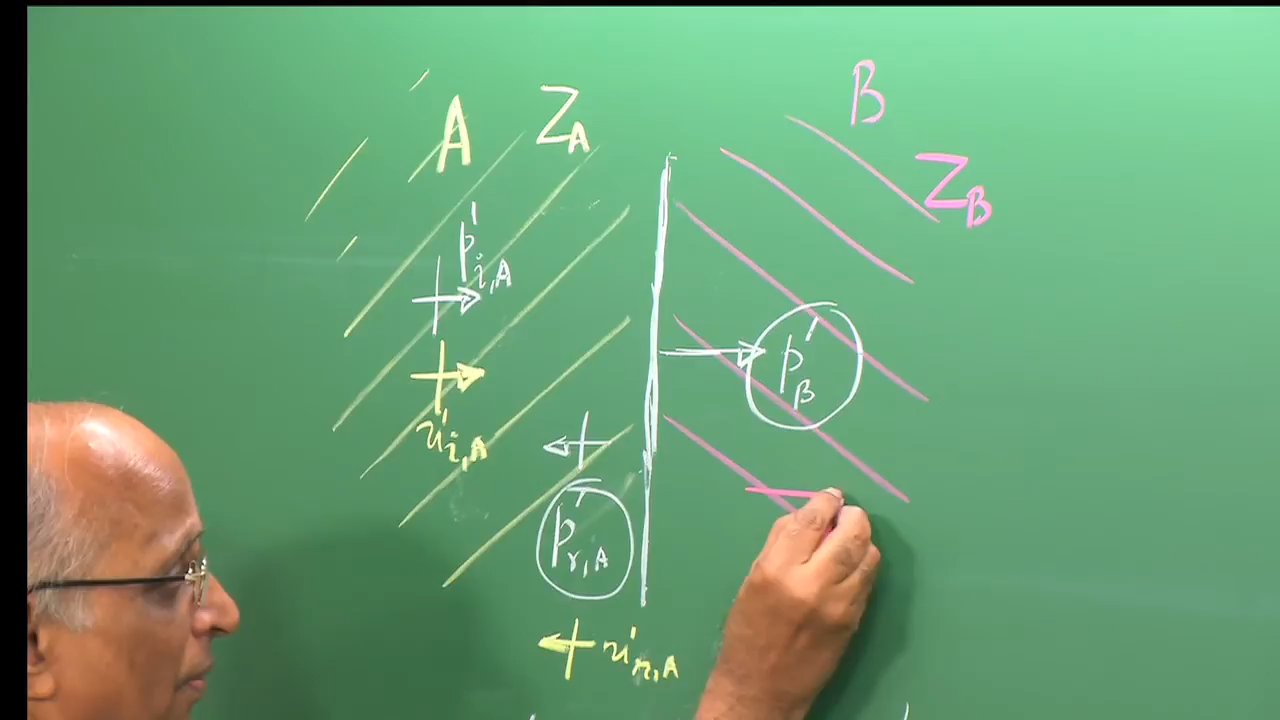 A Z_A
B
Z_B
p'_{i,A}
u'_{i,A}
p'_B
p'_{r,A}
u'_{r,A}